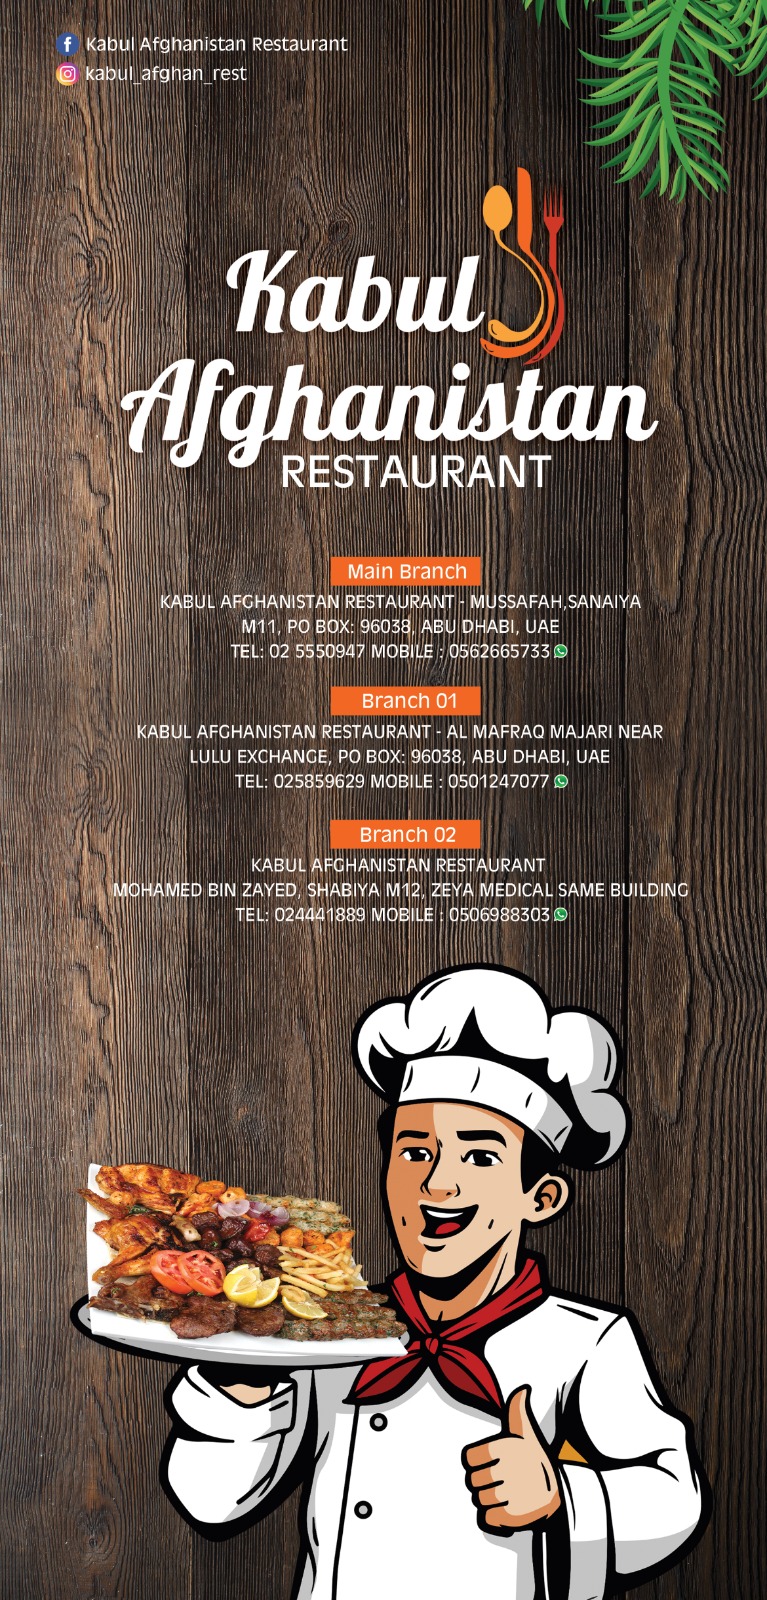 Kabul Afghanistan Restaurant
kabul_afghan_rest
Kabul
Afghanistan
RESTAURANT
Main Branch
KABUL AFGHANISTAN RESTAURANT - MUSSAFAH,SANAIYA
M11, PO BOX: 96038, ABU DHABI, UAE
TEL: 02 5550947 MOBILE : 0562665733
Branch 01
KABUL AFGHANISTAN RESTAURANT - AL MAFRAQ MAJARI NEAR
LULU EXCHANGE, PO BOX: 96038, ABU DHABI, UAE
TEL: 025859629 MOBILE : 0501247077
Branch 02
KABUL AFGHANISTAN RESTAURANT
MOHAMED BIN ZAYED, SHABIYA M12, ZEYA MEDICAL SAME BUILDING
TEL: 024441889 MOBILE : 0506988303